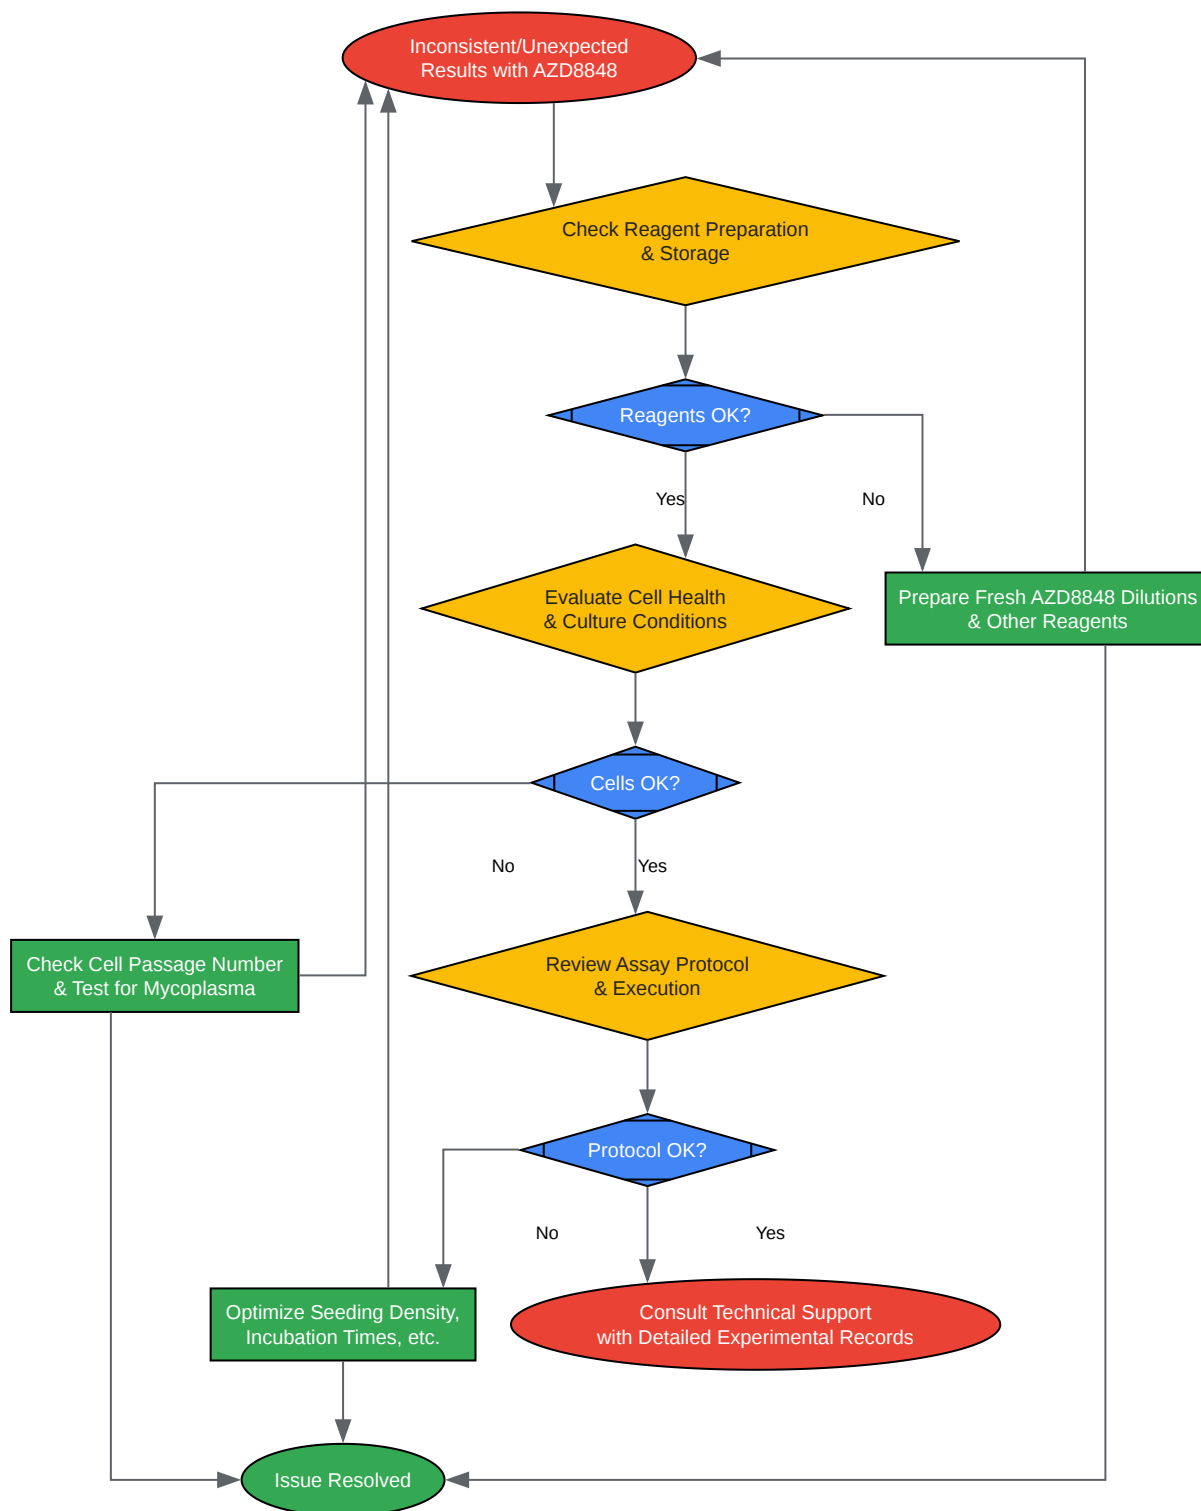 Inconsistent/Unexpected
Results with AZD8848
Check Reagent Preparation
& Storage
Reagents OK?
Yes
No
Evaluate Cell Health
& Culture Conditions
Prepare Fresh AZD8848 Dilutions
& Other Reagents
Cells OK?
No
Yes
Check Cell Passage Number
& Test for Mycoplasma
Review Assay Protocol
& Execution
Protocol OK?
No
Yes
Optimize Seeding Density,
Incubation Times, etc.
Consult Technical Support
with Detailed Experimental Records
Issue Resolved